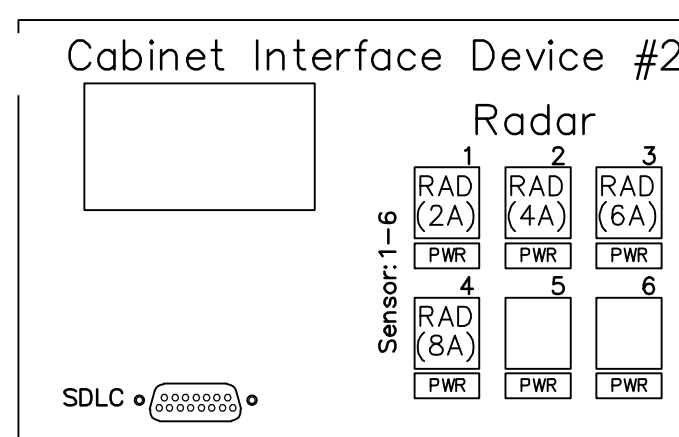 Cabinet Interface Device #2
Radar
1 2 3
RAD RAD RAD
(2A) (4A) (6A)
PWR PWR PWR
Sensor: 1-6
4 5 6
RAD
(8A)
PWR PWR PWR
SDLC